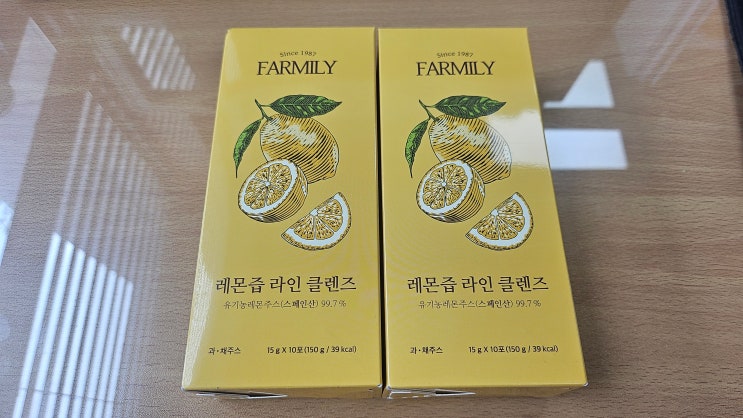 Since 1987
FARMILY
레몬즙 라인 클렌즈
유기농레몬주스(스페인산) 99.7%
과·채주스 15 g X 10포(150 g / 39 kcal)
Since 1987
FARMILY
레몬즙 라인 클렌즈
유기농레몬주스(스페인산) 99.7%
과·채주스 15 g X 10포(150 g / 39 kcal)